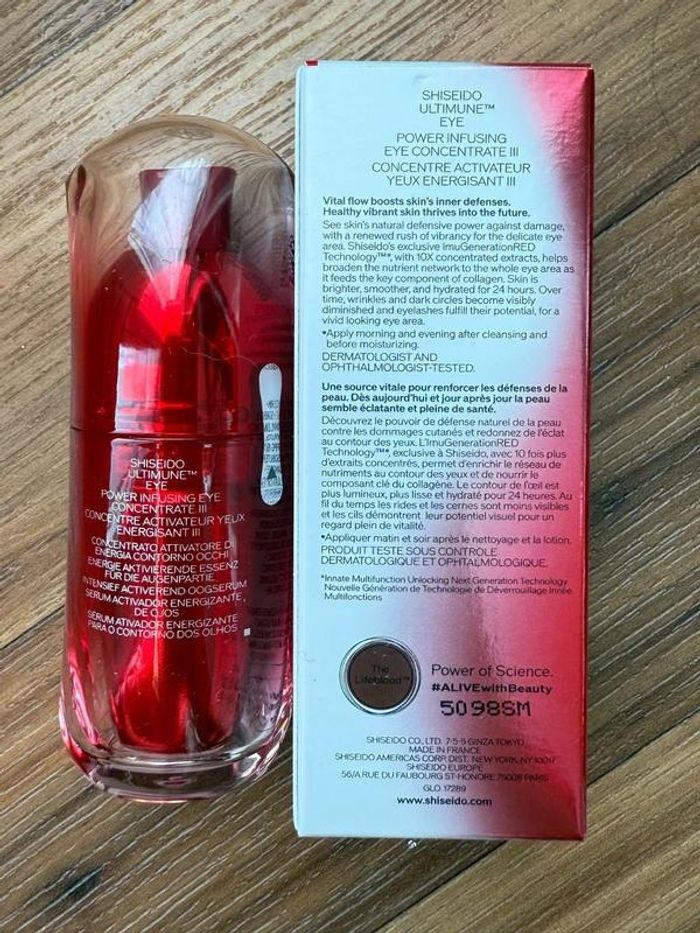 SHISEIDO
ULTIMUNE™
EYE
POWER INFUSING EYE
CONCENTRATE III
CONCENTRE ACTIVATEUR YEUX
ENERGISANT III
CONCENTRATO ATTIVATORE DI
ENERGIA CONTORNO OCCHI
ENERGIE AKTIVIERENDE ESSENZ
FÜR DIE AUGENPARTIE
INTENSIEF ACTIVEREND OOGSERUM
SERUM ACTIVADOR ENERGIZANTE
DE OJOS
SÉRUM ATIVADOR ENERGIZANTE
PARA O CONTORNO DOS OLHOS
SHISEIDO
ULTIMUNE™
EYE
POWER INFUSING
EYE CONCENTRATE III
CONCENTRE ACTIVATEUR
YEUX ENERGISANT III
Vital flow boosts skin's inner defenses.
Healthy vibrant skin thrives into the future.
See skin's natural defensive power against damage,
with a renewed rush of vibrancy for the delicate eye
area. Shiseido's exclusive ImuGenerationRED
Technology™*, with 10X concentrated extracts, helps
broaden the nutrient network to the whole eye area as
it feeds the key component of collagen. Skin is
brighter, smoother, and hydrated for 24 hours. Over
time, wrinkles and dark circles become visibly
diminished and eyelashes fulfill their potential, for a
vivid looking eye area.
•Apply morning and evening after cleansing and
before moisturizing.
DERMATOLOGIST AND
OPHTHALMOLOGIST-TESTED.
Une source vitale pour renforcer les défenses de la
peau. Dès aujourd'hui et jour après jour la peau
semble éclatante et pleine de santé.
Découvrez le pouvoir de défense naturel de la peau
contre les dommages cutanés et redonnez de l'éclat
au contour des yeux. L'ImuGenerationRED
Technology™*, exclusive à Shiseido, avec 10 fois plus
d'extraits concentrés, permet d'enrichir le réseau de
nutriments au contour des yeux et de nourrir le
composant clé du collagène. Le contour de l'œil est
plus lumineux, plus lisse et hydraté pour 24 heures. Au
fil du temps les rides et les cernes sont moins visibles
et les cils démontrent leur potentiel visuel pour un
regard plein de vitalité.
•Appliquer matin et soir après le nettoyage et la lotion.
PRODUIT TESTE SOUS CONTROLE
DERMATOLOGIQUE ET OPHTALMOLOGIQUE.
*Innate Multifunction Unlocking Next Generation Technology
Nouvelle Génération de Technologie de Déverrouillage Innée
Multifonctions
The
Lifeblood™
Power of Science.
#ALIVEwithBeauty
5098SM
SHISEIDO CO., LTD. 7-5-5 GINZA TOKYO
MADE IN FRANCE
SHISEIDO AMERICAS CORP. DIST. NEW YORK, NY 10017
SHISEIDO EUROPE
56/A RUE DU FAUBOURG ST-HONORE 75008 PARIS
GLO. 17289
www.shiseido.com